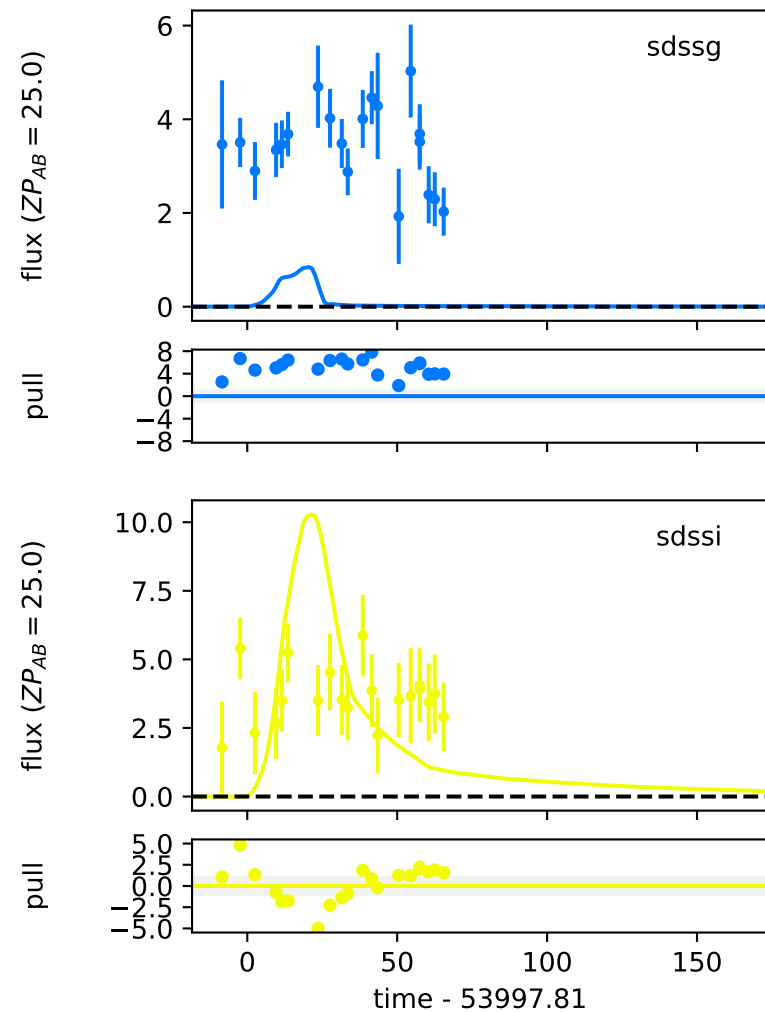 6
sdssg
4
flux (ZP_AB = 25.0)
2
0
8
4
pull
0
−4
−8
10.0
sdssi
7.5
flux (ZP_AB = 25.0)
5.0
2.5
0.0
5.0
2.5
pull
0.0
−2.5
−5.0
0 50 100 150
time - 53997.81